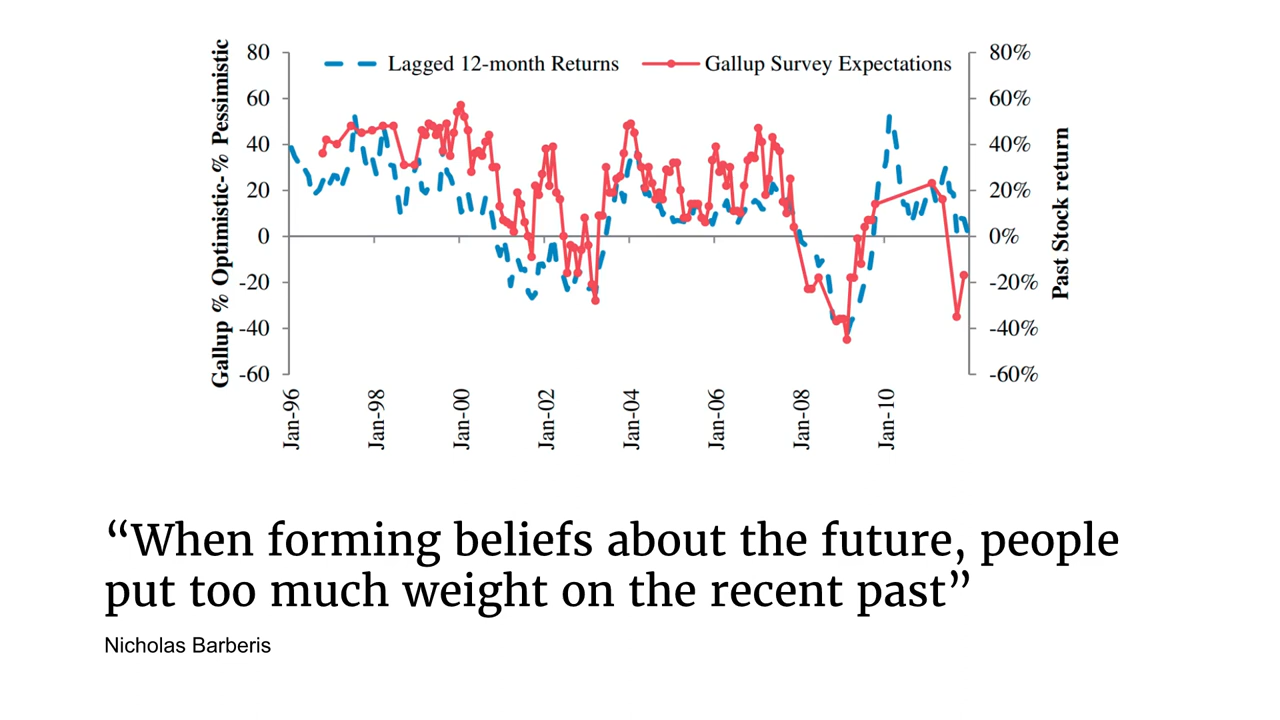 Lagged 12-month Returns
Gallup Survey Expectations
Gallup % Optimistic-% Pessimistic
80
60
40
20
0
-20
-40
-60
80%
60%
40%
20%
0%
-20%
-40%
-60%
Past Stock return
Jan-96
Jan-98
Jan-00
Jan-02
Jan-04
Jan-06
Jan-08
Jan-10
“When forming beliefs about the future, people
put too much weight on the recent past”
Nicholas Barberis